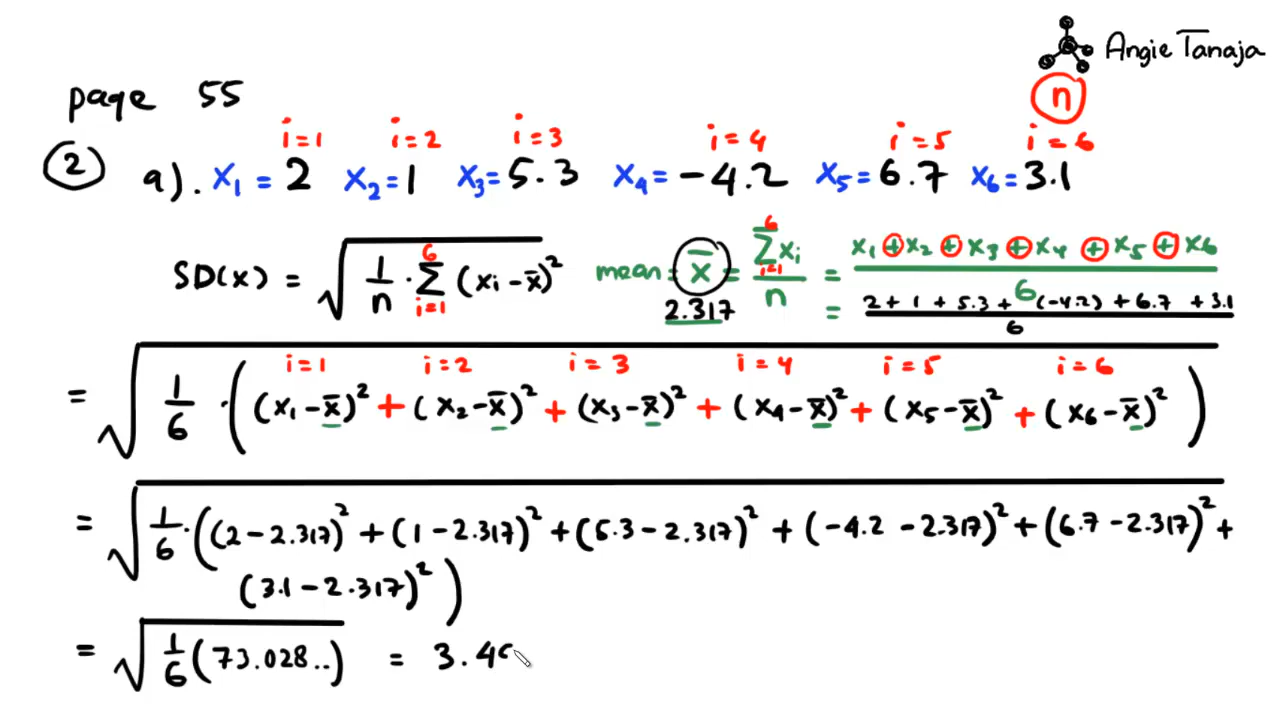 Angie Tanaja
page 55
n
i=1 i=2 i=3 i=4 i=5 i=6
2 a). x₁ = 2 x₂ = 1 x₃ = 5.3 x₄ = -4.2 x₅ = 6.7 x₆ = 3.1
SD(x) = √(1/n · ∑_{i=1}^{6} (xi - x̄)²) mean = x̄ = (∑_{i=1}^{6} xi)/n = (x₁ + x₂ + x₃ + x₄ + x₅ + x₆)/6
2.317 = (2 + 1 + 5.3 + (-4.2) + 6.7 + 3.1)/6
i=1 i=2 i=3 i=4 i=5 i=6
= √(1/6 · ((x₁ - x̄)² + (x₂ - x̄)² + (x₃ - x̄)² + (x₄ - x̄)² + (x₅ - x̄)² + (x₆ - x̄)²))
= √(1/6 · ((2 - 2.317)² + (1 - 2.317)² + (5.3 - 2.317)² + (-4.2 - 2.317)² + (6.7 - 2.317)² +
(3.1 - 2.317)²)
= √(1/6 (73.028..)) = 3.4